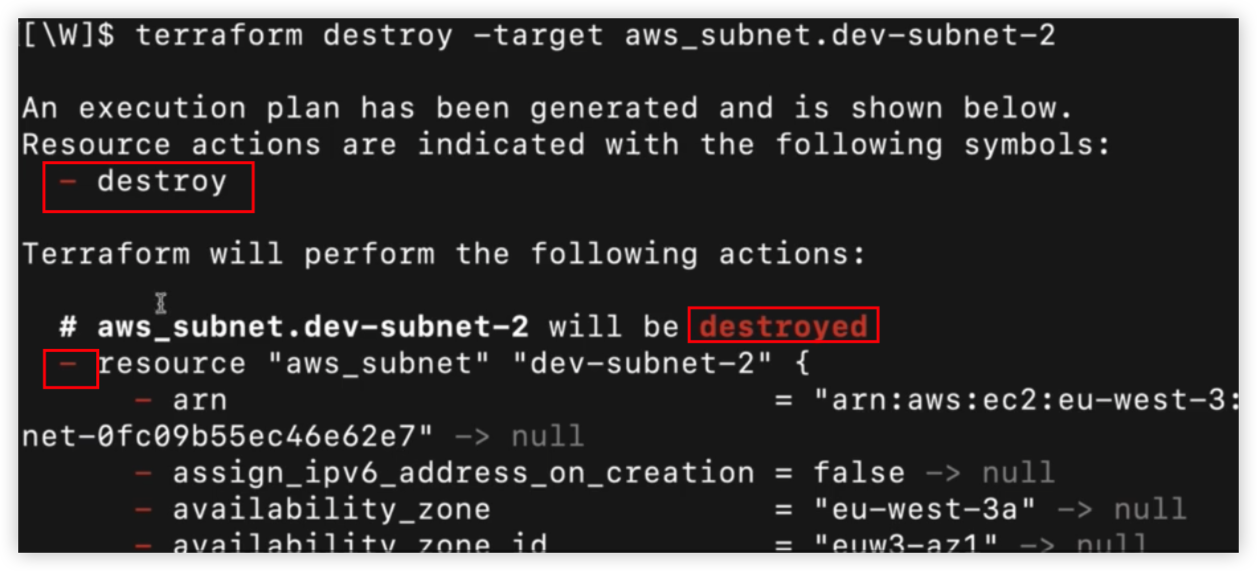 [\W]$ terraform destroy -target aws_subnet.dev-subnet-2
An execution plan has been generated and is shown below.
Resource actions are indicated with the following symbols:
- destroy
Terraform will perform the following actions:
# aws_subnet.dev-subnet-2 will be destroyed
- resource "aws_subnet" "dev-subnet-2" {
- arn = "arn:aws:ec2:eu-west-3:
net-0fc09b55ec46e62e7" -> null
- assign_ipv6_address_on_creation = false -> null
- availability_zone = "eu-west-3a" -> null
- availability_zone_id = "euw3-az1" -> null